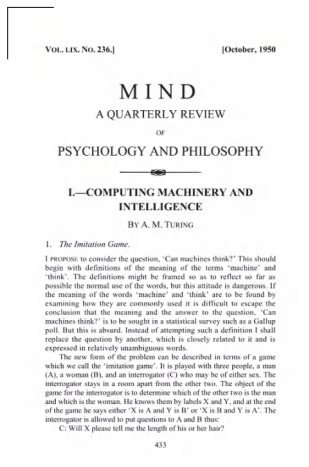 VOL. LIX. NO. 236.] [October, 1950
MIND
A QUARTERLY REVIEW
OF
PSYCHOLOGY AND PHILOSOPHY
I.—COMPUTING MACHINERY AND
INTELLIGENCE
BY A. M. TURING
1. The Imitation Game.
I PROPOSE to consider the question, 'Can machines think?' This should
begin with definitions of the meaning of the terms 'machine' and
'think'. The definitions might be framed so as to reflect so far as
possible the normal use of the words, but this attitude is dangerous. If
the meaning of the words 'machine' and 'think' are to be found by
examining how they are commonly used it is difficult to escape the
conclusion that the meaning and the answer to the question, 'Can
machines think?' is to be sought in a statistical survey such as a Gallup
poll. But this is absurd. Instead of attempting such a definition I shall
replace the question by another, which is closely related to it and is
expressed in relatively unambiguous words.
The new form of the problem can be described in terms of a game
which we call the 'imitation game'. It is played with three people, a man
(A), a woman (B), and an interrogator (C) who may be of either sex. The
interrogator stays in a room apart from the other two. The object of the
game for the interrogator is to determine which of the other two is the man
and which is the woman. He knows them by labels X and Y, and at the end
of the game he says either 'X is A and Y is B' or 'X is B and Y is A'. The
interrogator is allowed to put questions to A and B thus:
C: Will X please tell me the length of his or her hair?
433